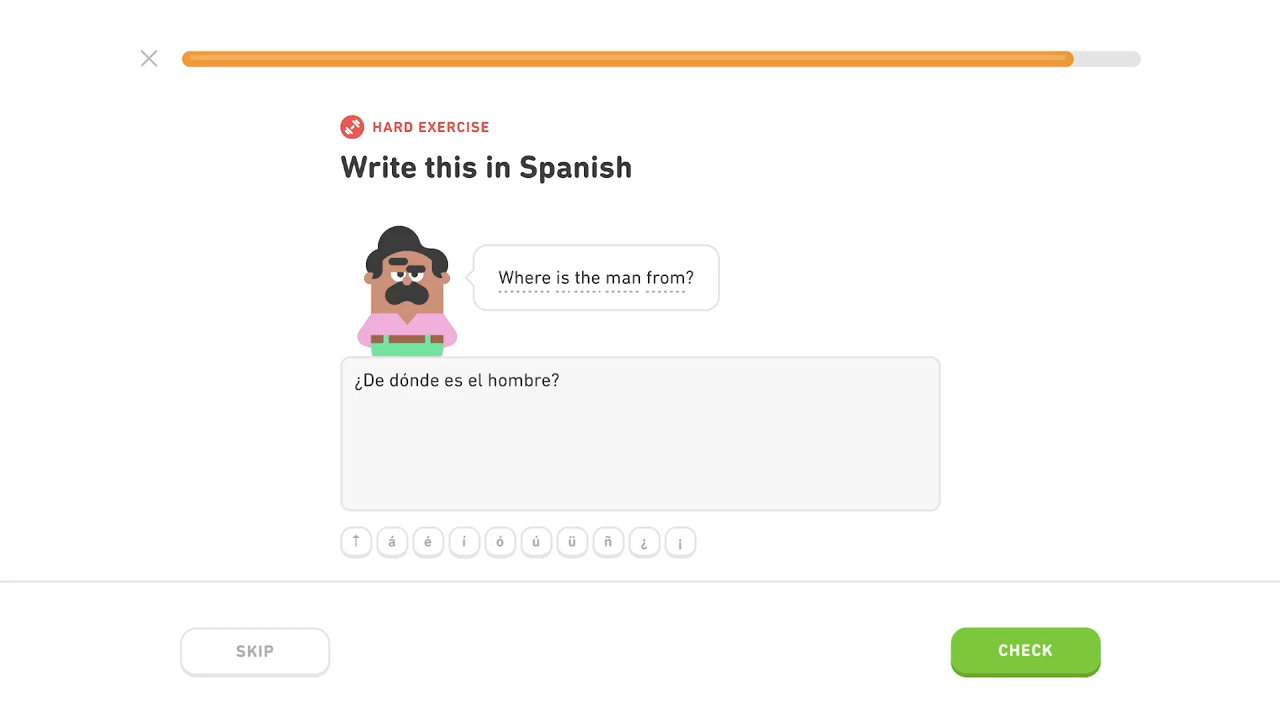 HARD EXERCISE
Write this in Spanish
Where is the man from?
¿De dónde es el hombre?
↑ á é í ó ú ü ñ ¿ ¡
SKIP
CHECK